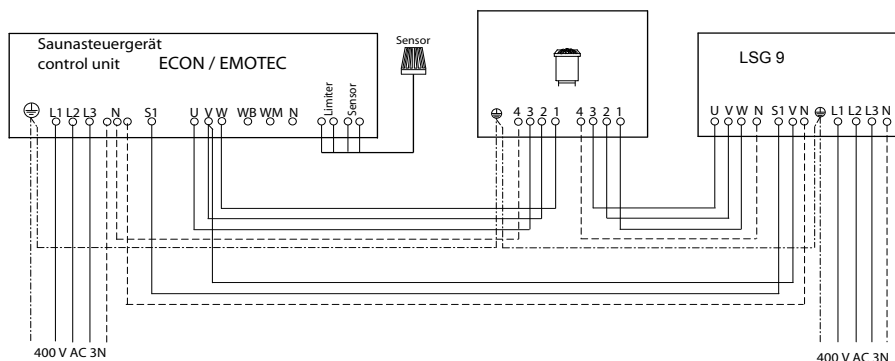 Saunasteuergerät
control unit ECON / EMOTEC
L1 L2 L3 N S1 U V W WB WM N
Limiter
Sensor
Sensor
4 3 2 1 4 3 2 1
LSG 9
U V W N S1 V N L1 L2 L3 N
400 V AC 3N
400 V AC 3N